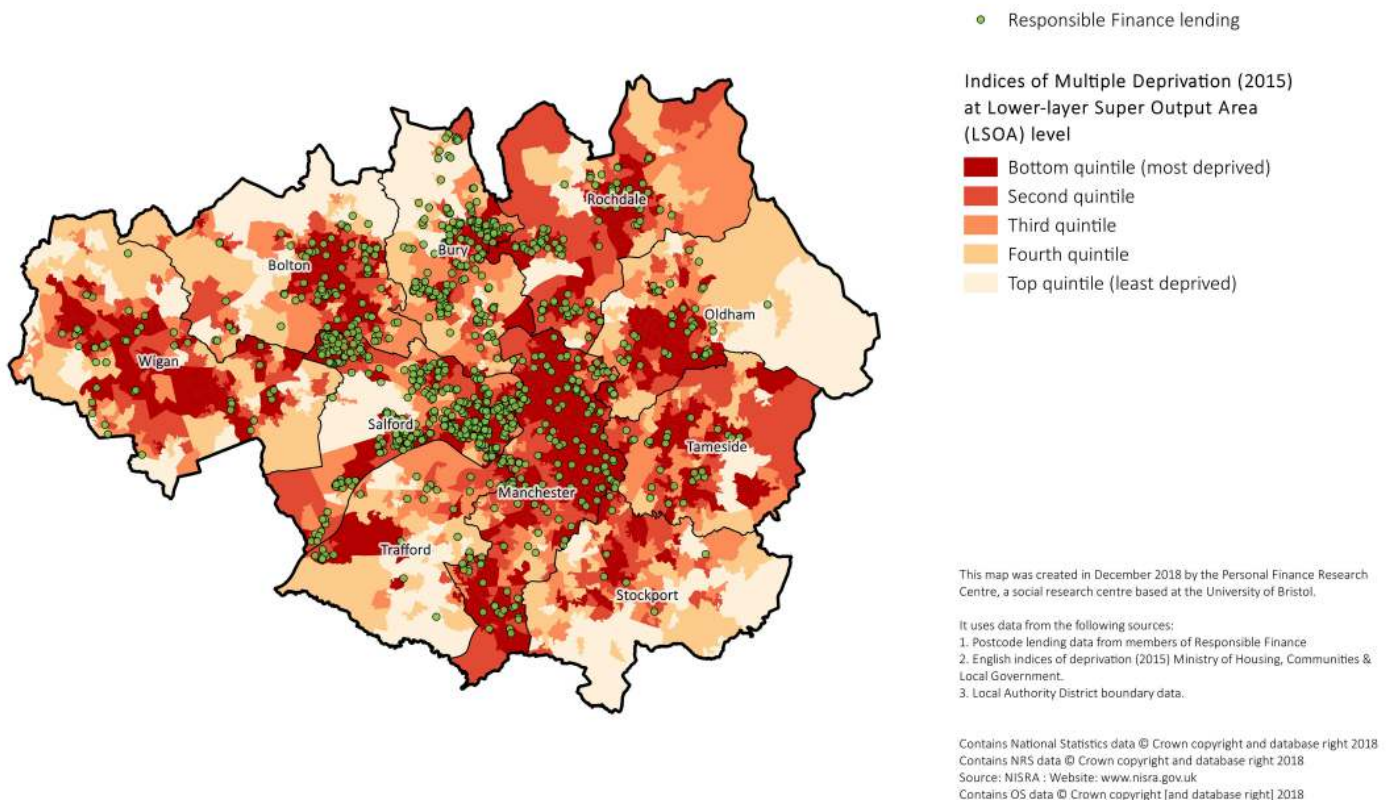 Responsible Finance lending
Indices of Multiple Deprivation (2015)
at Lower-layer Super Output Area
(LSOA) level
Bottom quintile (most deprived)
Second quintile
Third quintile
Fourth quintile
Top quintile (least deprived)
Rochdale
Bury
Bolton
Oldham
Wigan
Salford
Tameside
Manchester
Trafford
Stockport
This map was created in December 2018 by the Personal Finance Research
Centre, a social research centre based at the University of Bristol.
It uses data from the following sources:
1. Postcode lending data from members of Responsible Finance
2. English indices of deprivation (2015) Ministry of Housing, Communities &
Local Government.
3. Local Authority District boundary data.
Contains National Statistics data © Crown copyright and database right 2018
Contains NRS data © Crown copyright and database right 2018
Source: NISRA : Website: www.nisra.gov.uk
Contains OS data © Crown copyright [and database right] 2018